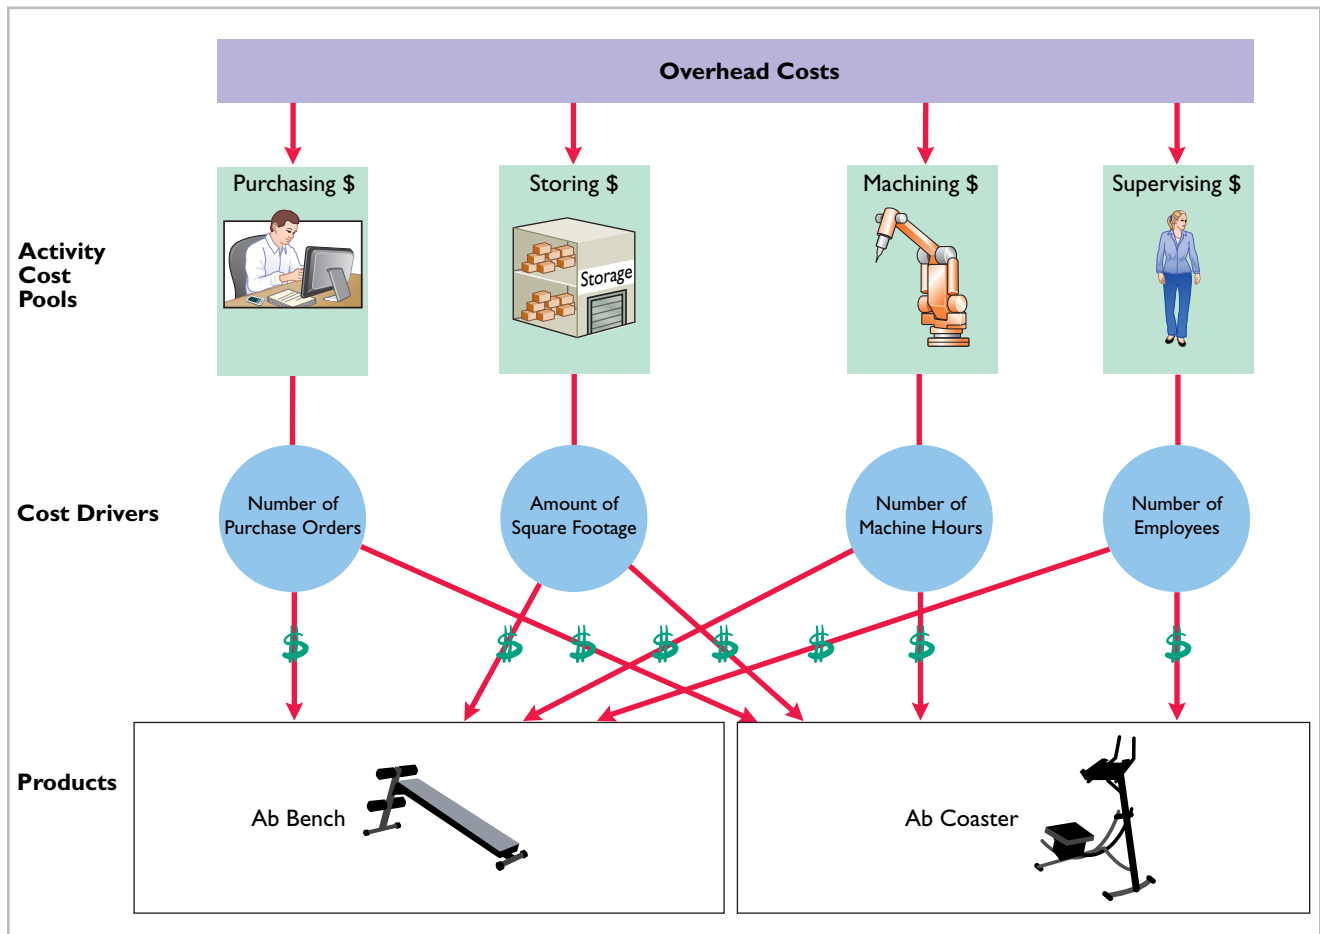 Overhead Costs
Activity
Cost
Pools
Purchasing $
Storing $
Machining $
Supervising $
Storage
Cost Drivers
Number of
Purchase Orders
Amount of
Square Footage
Number of
Machine Hours
Number of
Employees
$
$
$
$
$
$
$
$
Products
Ab Bench
Ab Coaster